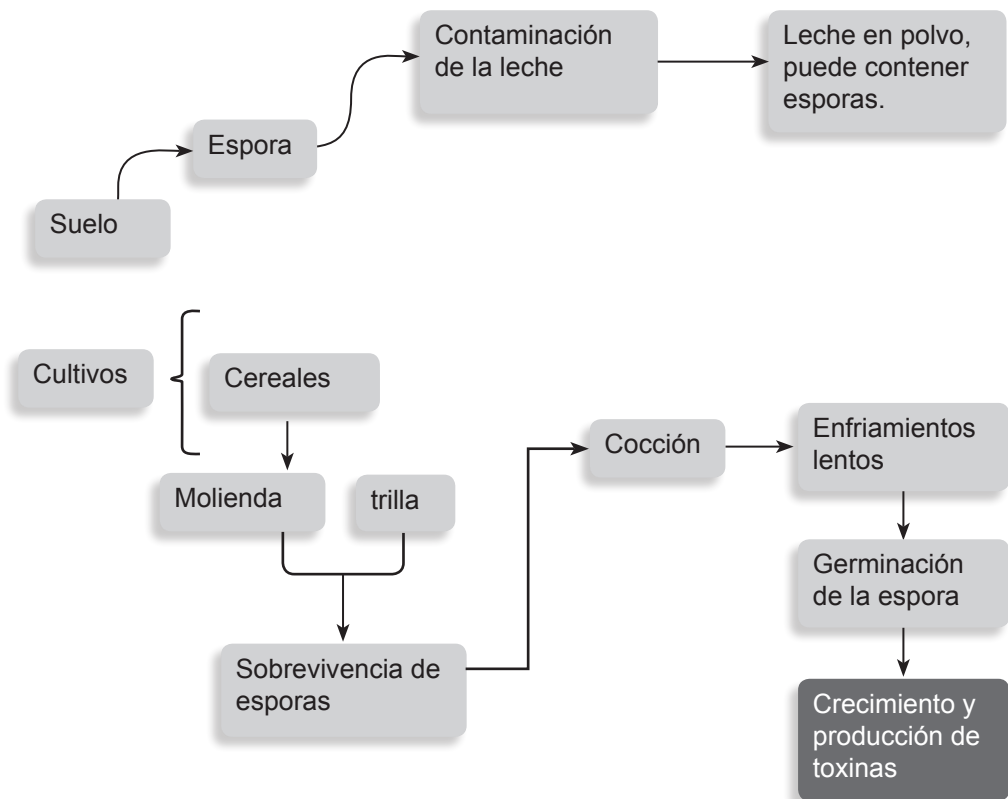 Suelo
Espora
Contaminación
de la leche
Leche en polvo,
puede contener
esporas.
Cultivos
Cereales
Molienda
trilla
Sobrevivencia de
esporas
Cocción
Enfriamientos
lentos
Germinación
de la espora
Crecimiento y
producción de
toxinas